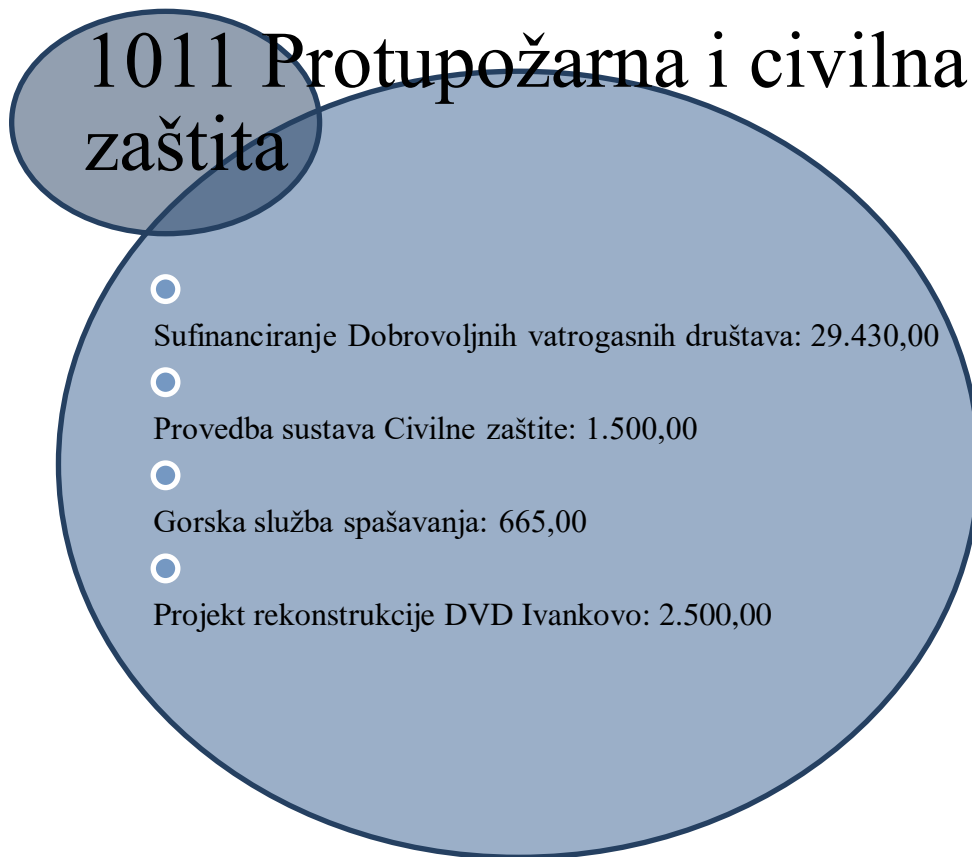 1011 Protupožarna i civilna
zaštita
Sufinanciranje Dobrovoljnih vatrogasnih društava: 29.430,00
Provedba sustava Civilne zaštite: 1.500,00
Gorska služba spašavanja: 665,00
Projekt rekonstrukcije DVD Ivankovo: 2.500,00